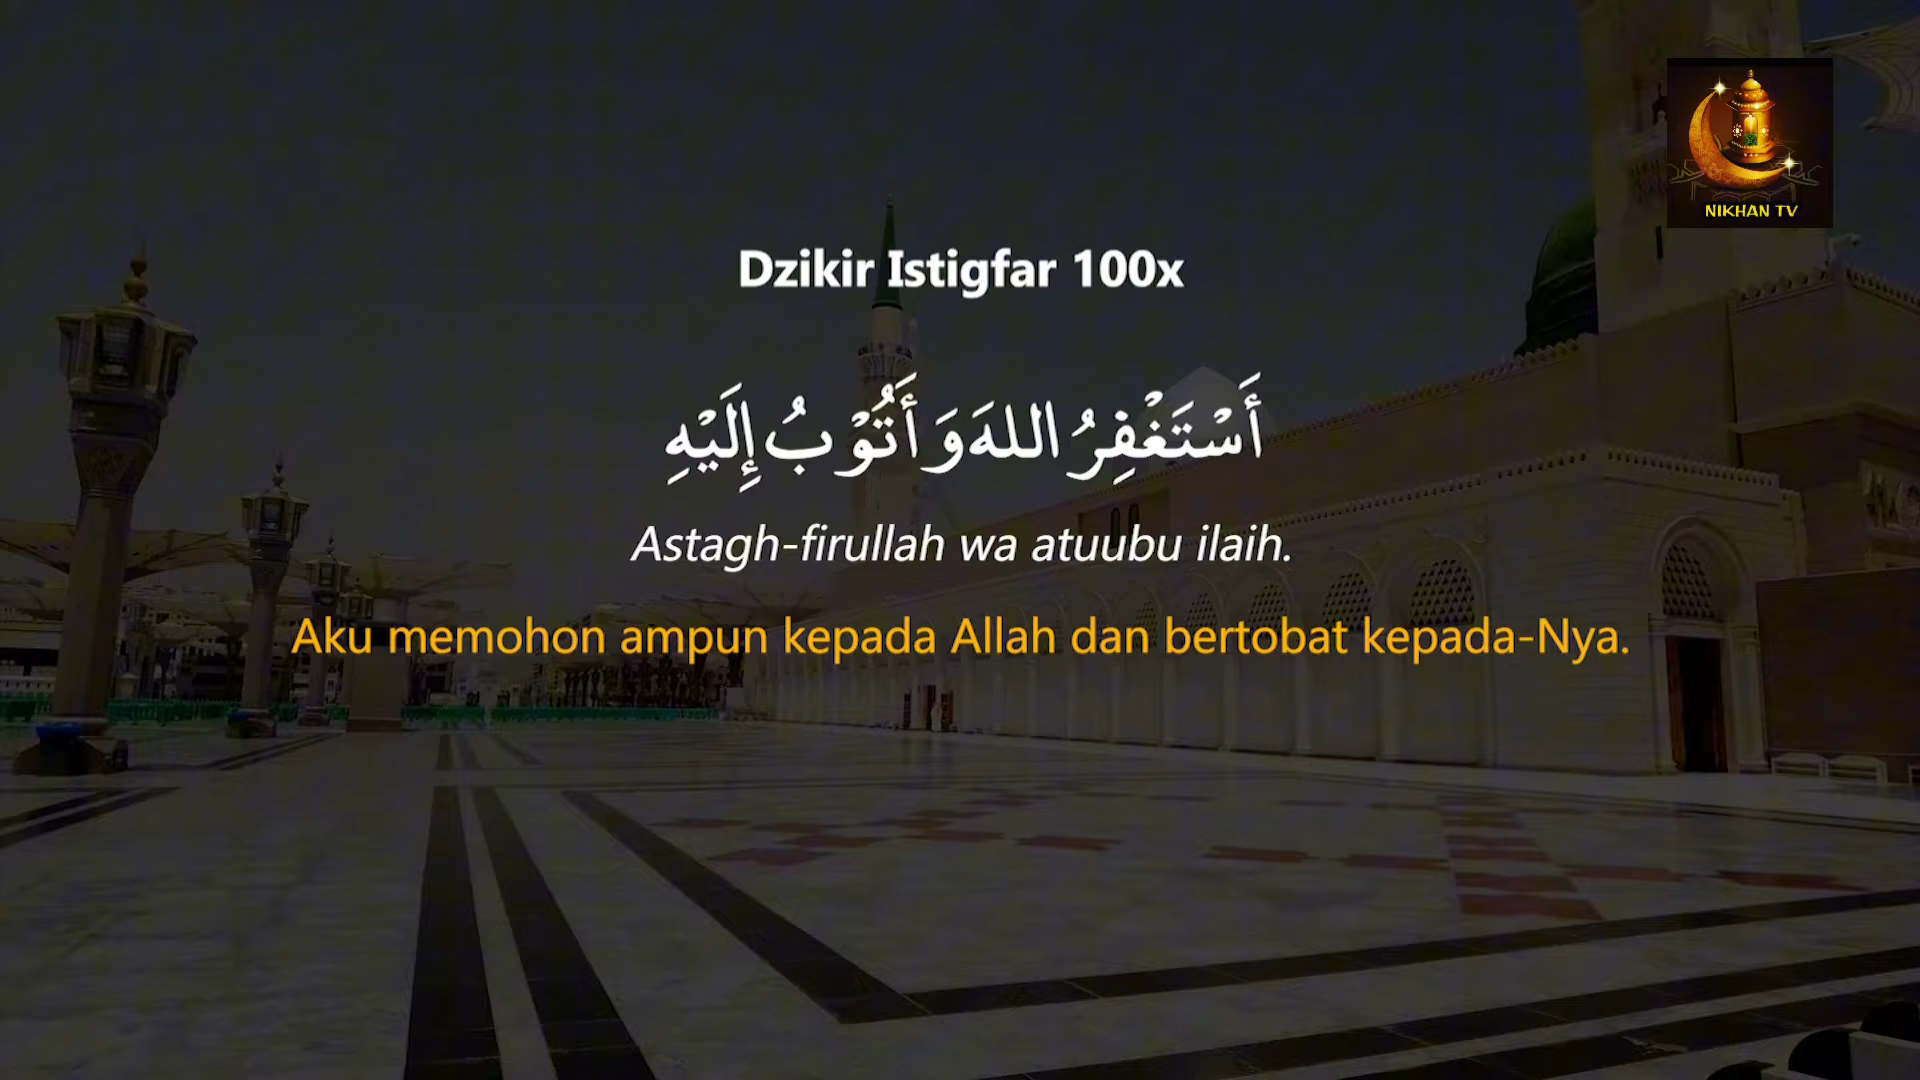 NIKHAN TV
Dzikir Istigfar 100x
أَسْتَغْفِرُ اللهَ وَ أَتُوْبُ إِلَيْهِ
Astagh-firullah wa atuubu ilaih.
Aku memohon ampun kepada Allah dan bertobat kepada-Nya.